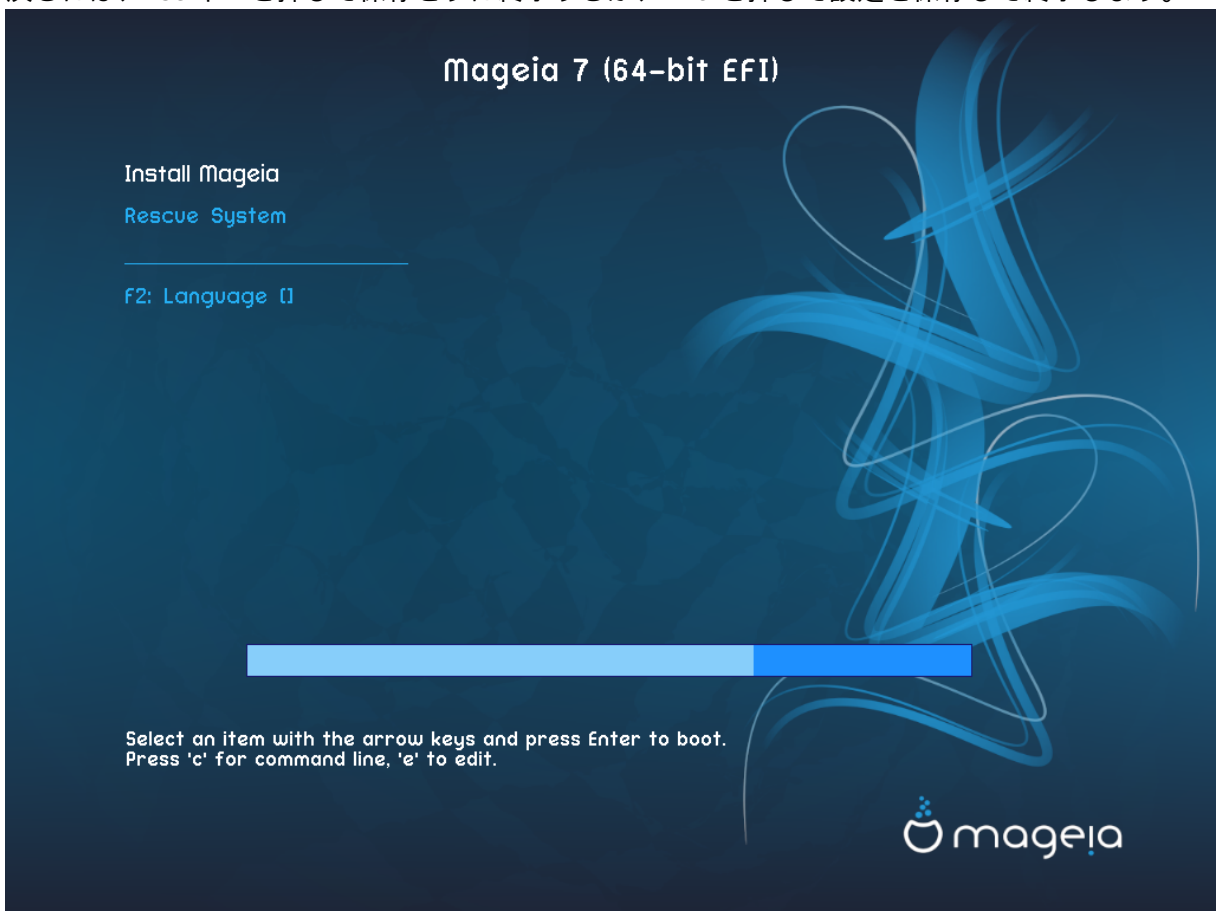 Mageia 7 (64-bit EFI)
Install Mageia
Rescue System
F2: Language []
Select an item with the arrow keys and press Enter to boot.
Press 'c' for command line, 'e' to edit.
mageia